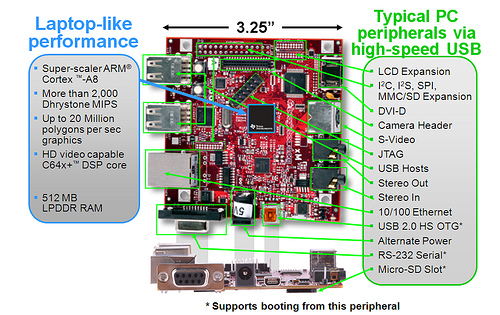 Laptop-like
performance
Super-scaler ARM®
Cortex ™-A8
More than 2,000
Dhrystone MIPS
Up to 20 Million
polygons per sec
graphics
HD video capable
C64x+™ DSP core
512 MB
LPDDR RAM
3.25”
Typical PC
peripherals via
high-speed USB
LCD Expansion
I²C, I²S, SPI,
MMC/SD Expansion
DVI-D
Camera Header
S-Video
JTAG
USB Hosts
Stereo Out
Stereo In
10/100 Ethernet
USB 2.0 HS OTG*
Alternate Power
RS-232 Serial*
Micro-SD Slot*
* Supports booting from this peripheral